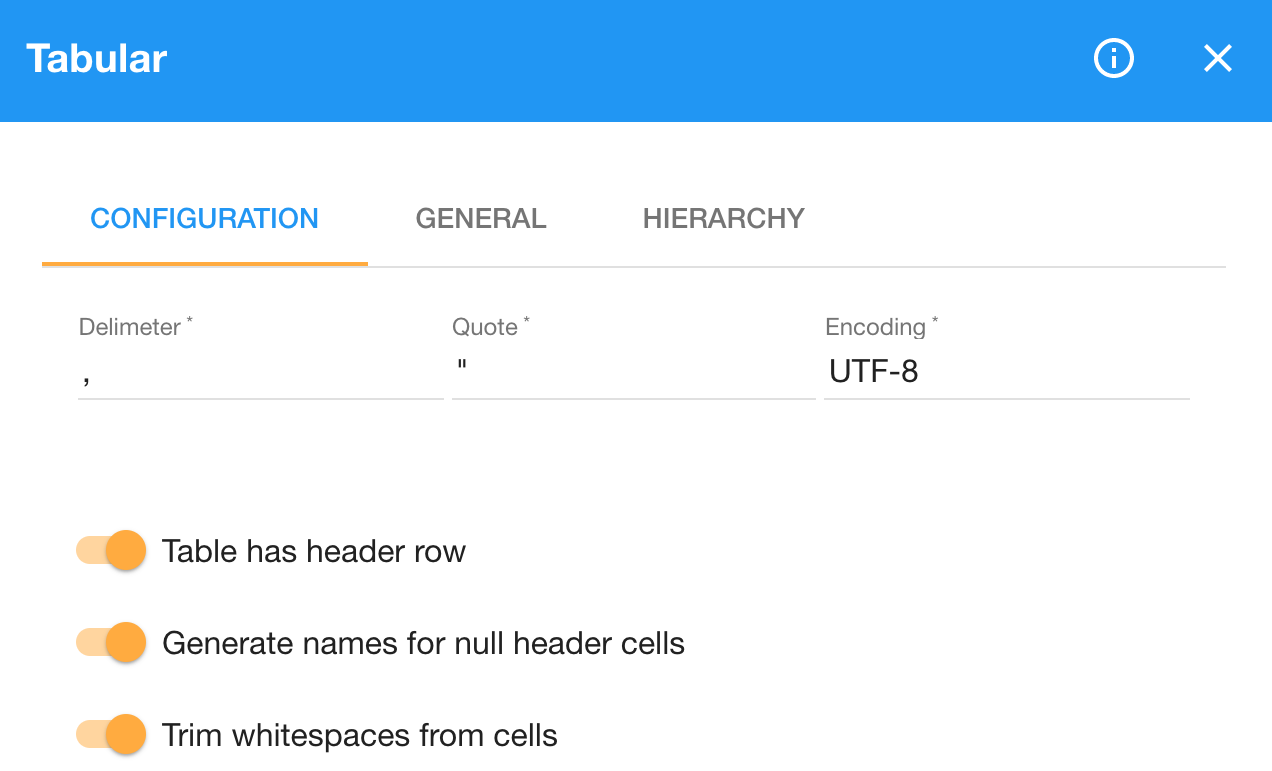 Tabular
CONFIGURATION GENERAL HIERARCHY
Delimeter * Quote * Encoding *
, " UTF-8
Table has header row
Generate names for null header cells
Trim whitespaces from cells